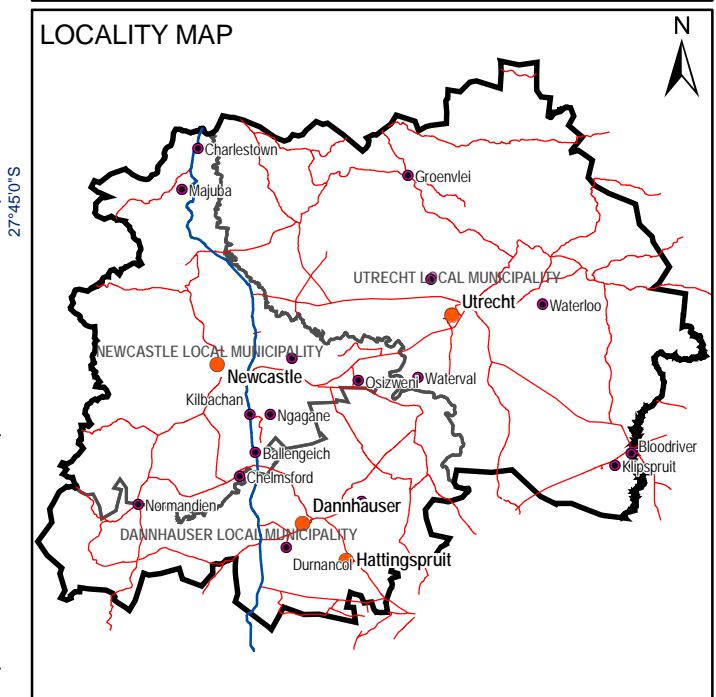 LOCALITY MAP
N
27°45'0"S
Charlestown
Groenvlei
Majuba
UTRECHT LOCAL MUNICIPALITY
Utrecht
Waterloo
NEWCASTLE LOCAL MUNICIPALITY
Newcastle
Osizweni
Waterval
Kilbachan
Ngagane
Ballengeich
Bloodriver
Klipspruit
Chelmsford
Normandien
Dannhauser
DANNHAUSER LOCAL MUNICIPALITY
Durnancol
Hattingspruit